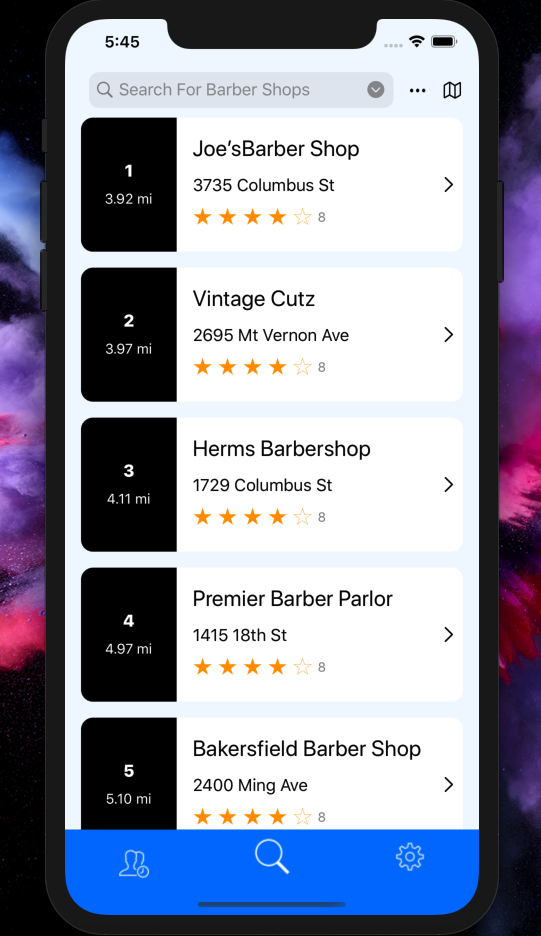 5:45
Search For Barber Shops
1
3.92 mi
Joe'sBarber Shop
3735 Columbus St
8
2
3.97 mi
Vintage Cutz
2695 Mt Vernon Ave
8
3
4.11 mi
Herms Barbershop
1729 Columbus St
8
4
4.97 mi
Premier Barber Parlor
1415 18th St
8
5
5.10 mi
Bakersfield Barber Shop
2400 Ming Ave
8